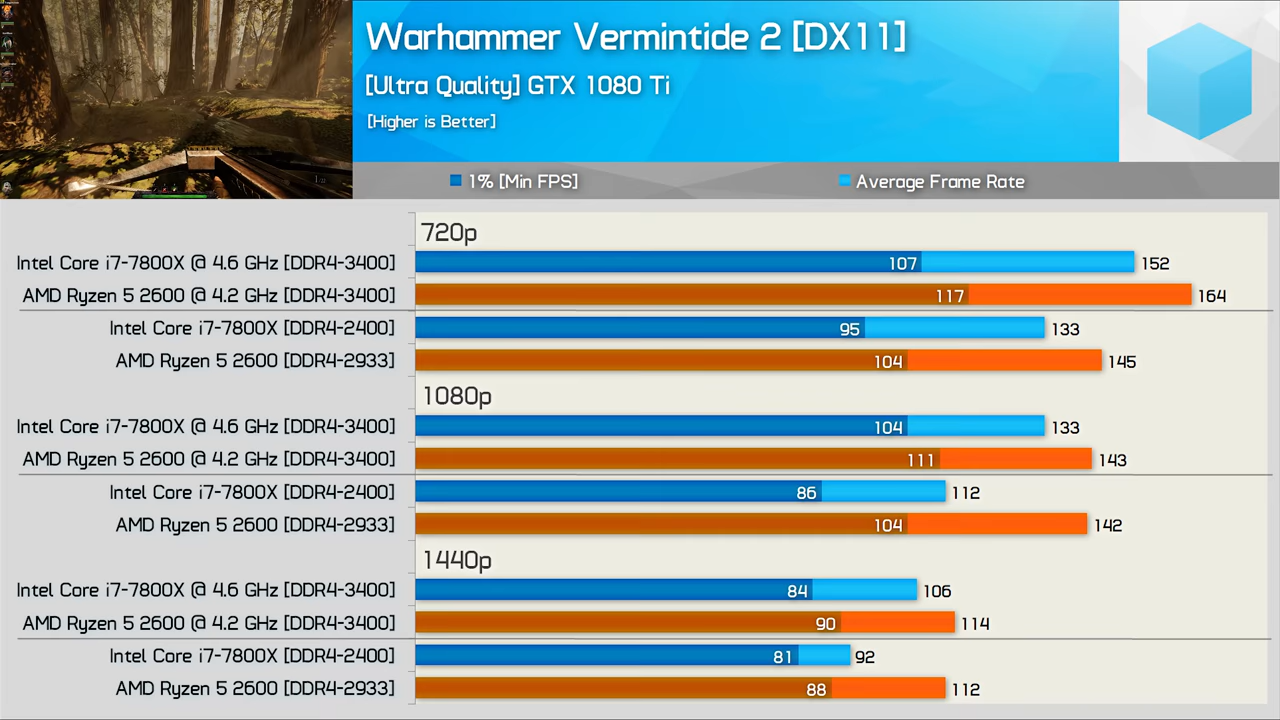 Warhammer Vermintide 2 [DX11]
[Ultra Quality] GTX 1080 Ti
[Higher is Better]
1% [Min FPS]
Average Frame Rate
720p
Intel Core i7-7800X @ 4.6 GHz [DDR4-3400] 107 152
AMD Ryzen 5 2600 @ 4.2 GHz [DDR4-3400] 117 164
Intel Core i7-7800X [DDR4-2400] 95 133
AMD Ryzen 5 2600 [DDR4-2933] 104 145
1080p
Intel Core i7-7800X @ 4.6 GHz [DDR4-3400] 104 133
AMD Ryzen 5 2600 @ 4.2 GHz [DDR4-3400] 111 143
Intel Core i7-7800X [DDR4-2400] 86 112
AMD Ryzen 5 2600 [DDR4-2933] 104 142
1440p
Intel Core i7-7800X @ 4.6 GHz [DDR4-3400] 84 106
AMD Ryzen 5 2600 @ 4.2 GHz [DDR4-3400] 90 114
Intel Core i7-7800X [DDR4-2400] 81 92
AMD Ryzen 5 2600 [DDR4-2933] 88 112